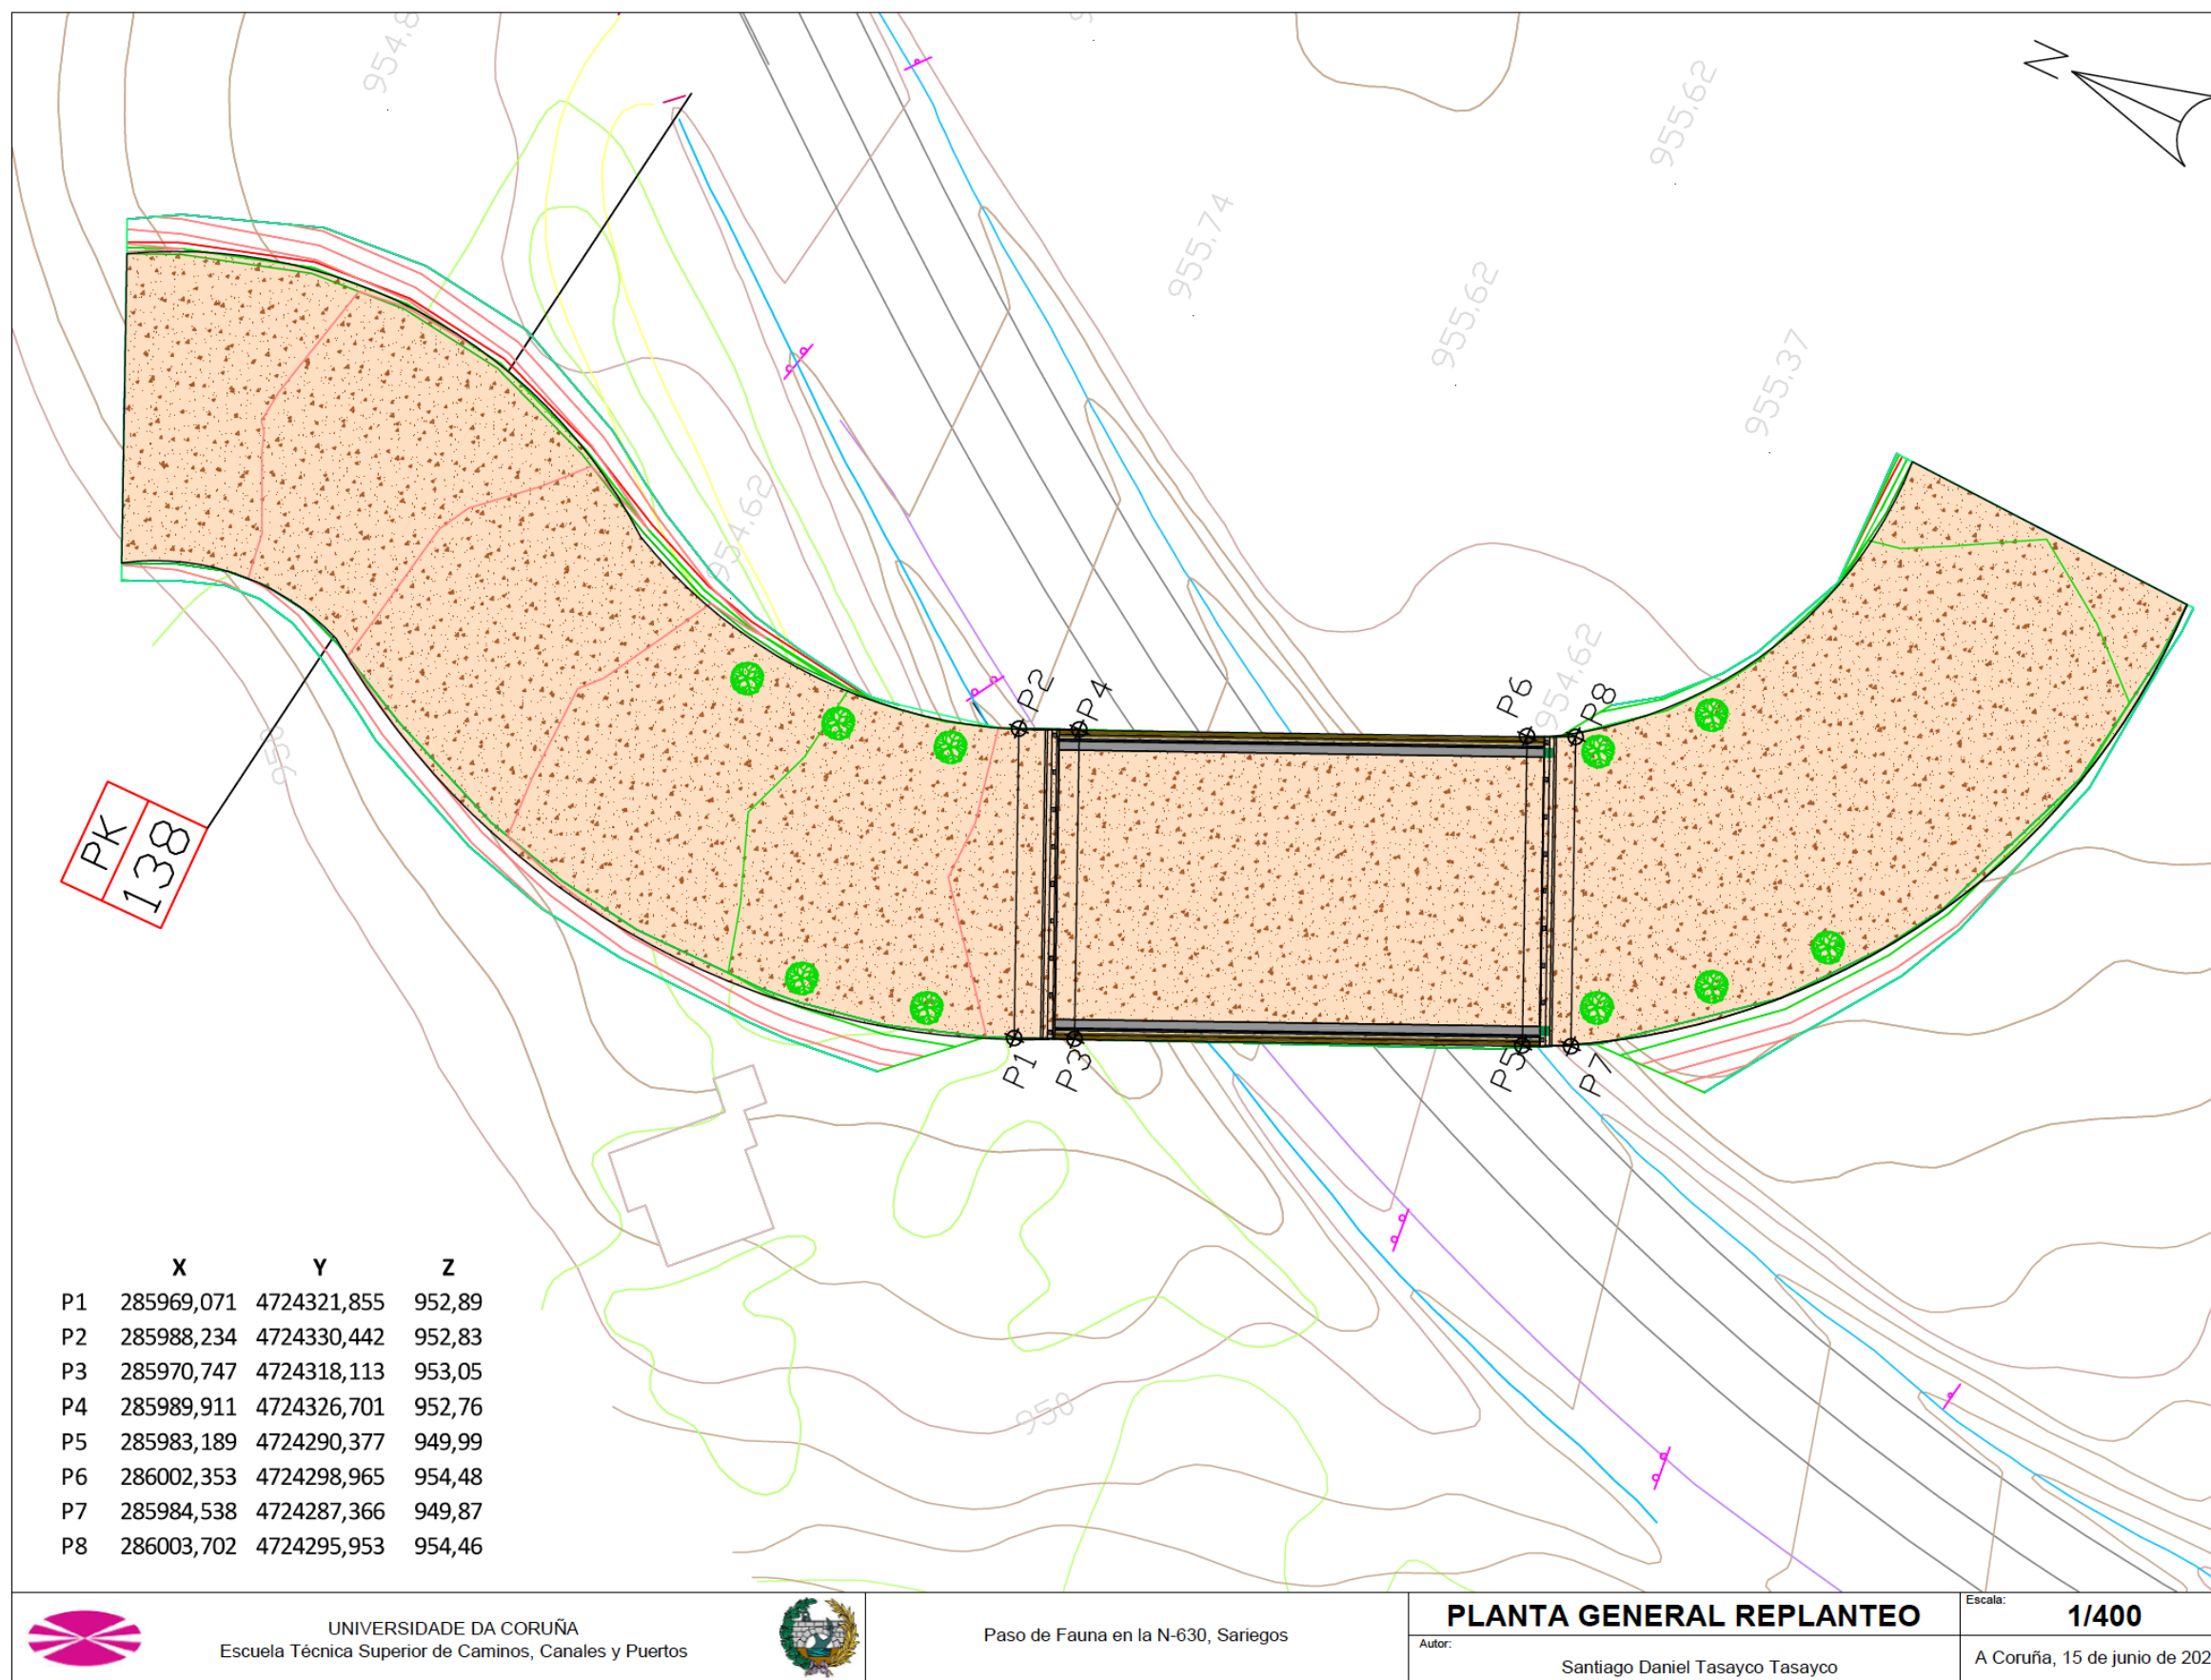 954.8
N
955.62
955.74
955.62
955.37
954.62
954.62
P2
P4
P6
P8
950
PK
138
P1
P3
P5
P7
X Y Z
P1 285969,071 4724321,855 952,89
P2 285988,234 4724330,442 952,83
P3 285970,747 4724318,113 953,05
P4 285989,911 4724326,701 952,76
P5 285983,189 4724290,377 949,99
P6 286002,353 4724298,965 954,48
P7 285984,538 4724287,366 949,87
P8 286003,702 4724295,953 954,46
950
UNIVERSIDADE DA CORUÑA
Escuela Técnica Superior de Caminos, Canales y Puertos
Paso de Fauna en la N-630, Sariegos
PLANTA GENERAL REPLANTEO
Autor:
Santiago Daniel Tasayco Tasayco
Escala:
1/400
A Coruña, 15 de junio de 202